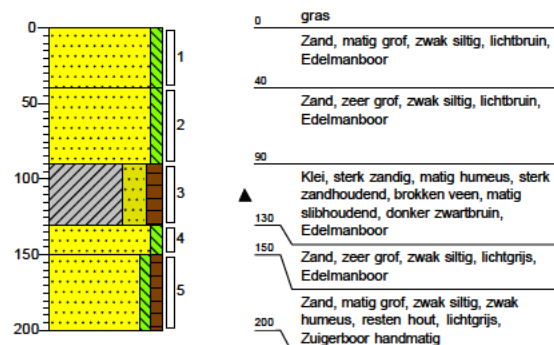 0
50
100
150
200
1
2
3
4
5
0
gras
Zand, matig grof, zwak siltig, lichtbruin,
Edelmanboor
40
Zand, zeer grof, zwak siltig, lichtbruin,
Edelmanboor
90
Klei, sterk zandig, matig humeus, sterk
zandhoudend, brokken veen, matig
slibhoudend, donker zwartbruin,
Edelmanboor
130
Zand, zeer grof, zwak siltig, lichtgrijs,
Edelmanboor
150
Zand, matig grof, zwak siltig, zwak
humeus, resten hout, lichtgrijs,
Zuigerboor handmatig
200